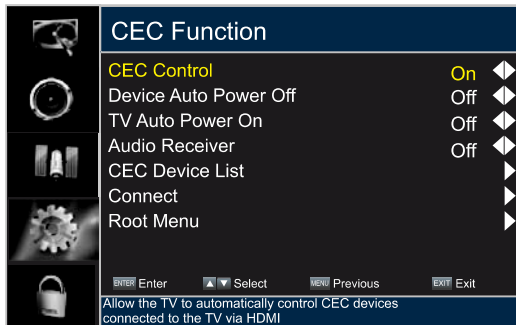 CEC Function
CEC Control On
Device Auto Power Off Off
TV Auto Power On Off
Audio Receiver Off
CEC Device List
Connect
Root Menu
ENTER Enter Select MENU Previous EXIT Exit
Allow the TV to automatically control CEC devices
connected to the TV via HDMI